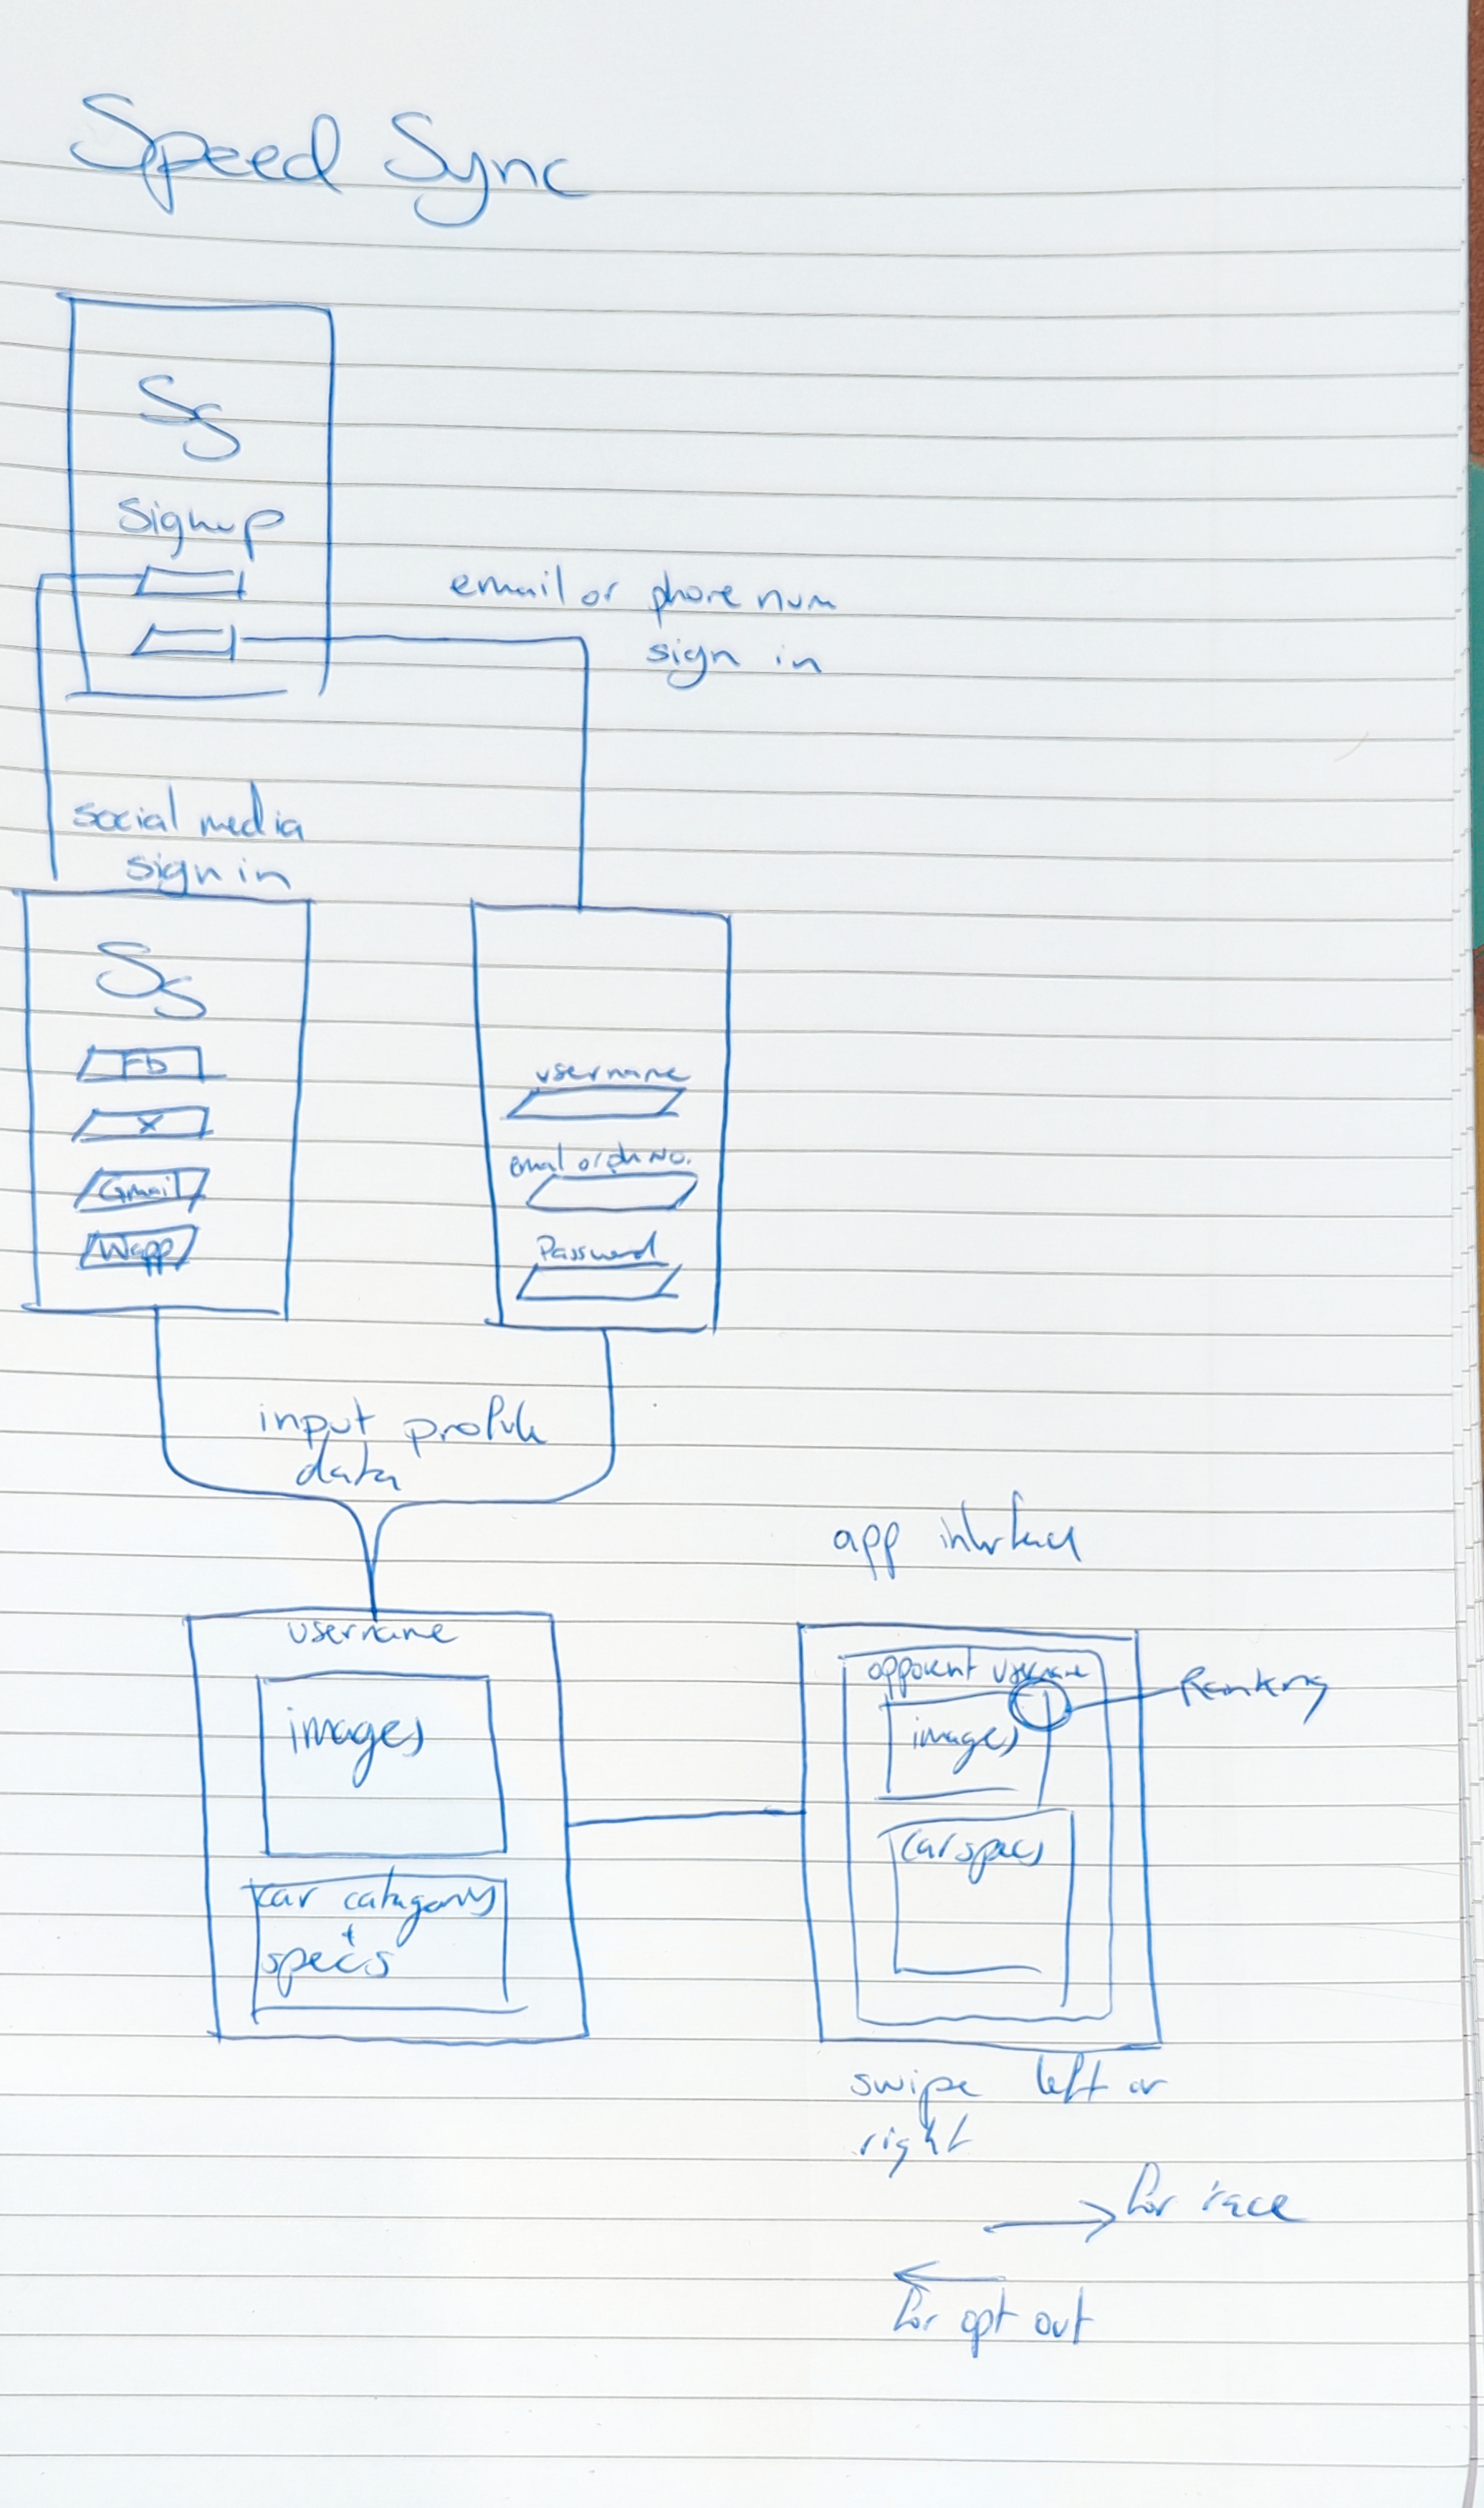 Speed Sync
SS
Signup
email or phone num
sign in
social media
sign in
SS
Fb
X
Gmail
Wapp
username
email or ph No.
Password
input profile
data
username
images
car catagory
+
specs
app interface
opponent username
Ranking
images
car specs
swipe left or
right
→ for race
←
for opt out